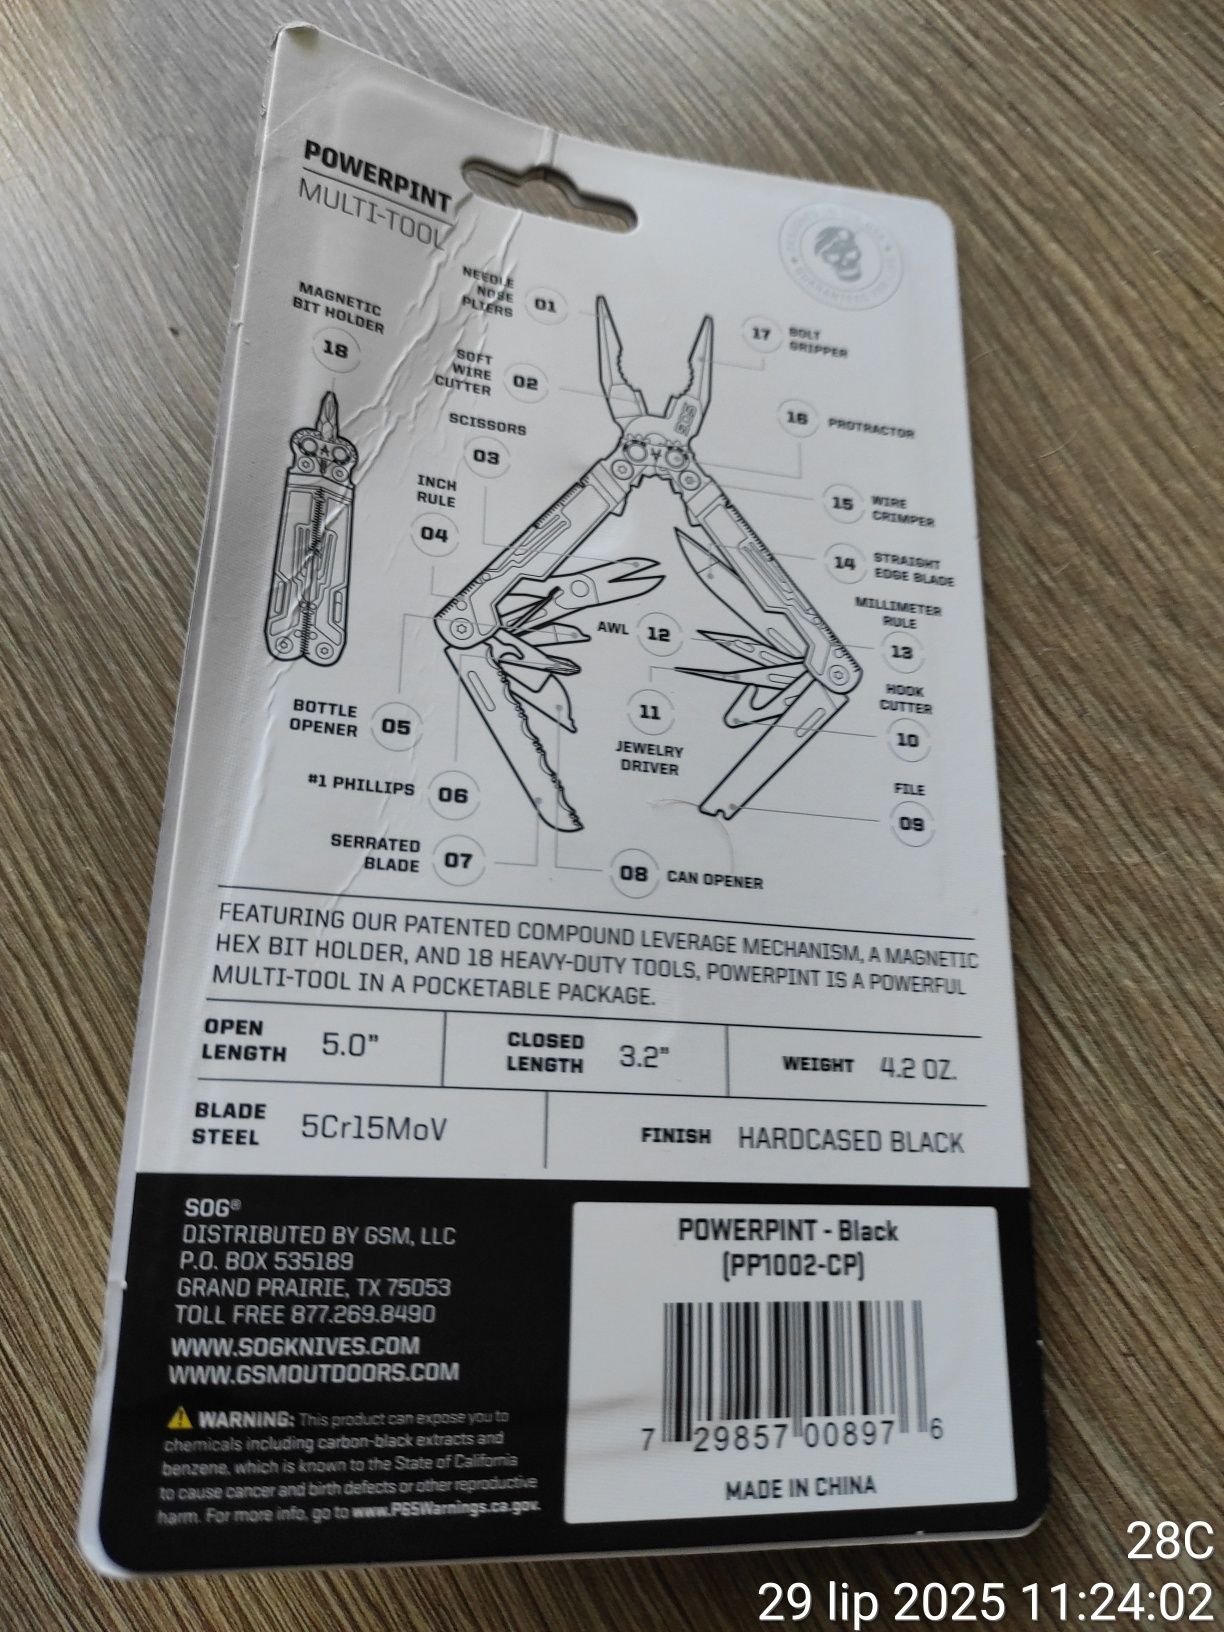 POWERPINT
MULTI-TOOL
MAGNETIC
BIT HOLDER
18
NEEDLE
NOSE
PLIERS
01
SOFT
WIRE
CUTTER
02
SCISSORS
03
INCH
RULE
04
BOTTLE
OPENER
05
#1 PHILLIPS
06
SERRATED
BLADE
07
08
CAN OPENER
FILE
09
HOOK
CUTTER
10
11
JEWELRY
DRIVER
AWL
12
MILLIMETER
RULE
13
14
STRAIGHT
EDGE BLADE
15
WIRE
CRIMPER
16
PROTRACTOR
17
BOLT
GRIPPER
SOG
FEATURING OUR PATENTED COMPOUND LEVERAGE MECHANISM, A MAGNETIC
HEX BIT HOLDER, AND 18 HEAVY-DUTY TOOLS, POWERPINT IS A POWERFUL
MULTI-TOOL IN A POCKETABLE PACKAGE.
OPEN
LENGTH
5.0"
CLOSED
LENGTH
3.2"
WEIGHT
4.2 OZ.
BLADE
STEEL
5Cr15MoV
FINISH
HARDCASED BLACK
SOG®
DISTRIBUTED BY GSM, LLC
P.O. BOX 535189
GRAND PRAIRIE, TX 75053
TOLL FREE 877.269.8490
WWW.SOGKNIVES.COM
WWW.GSMOUTDOORS.COM
WARNING: This product can expose you to
chemicals including carbon-black extracts and
benzene, which is known to the State of California
to cause cancer and birth defects or other reproductive
harm. For more info, go to www.P65Warnings.ca.gov.
POWERPINT - Black
(PP1002-CP)
7 29857 00897 6
MADE IN CHINA
28C
29 lip 2025 11:24:02